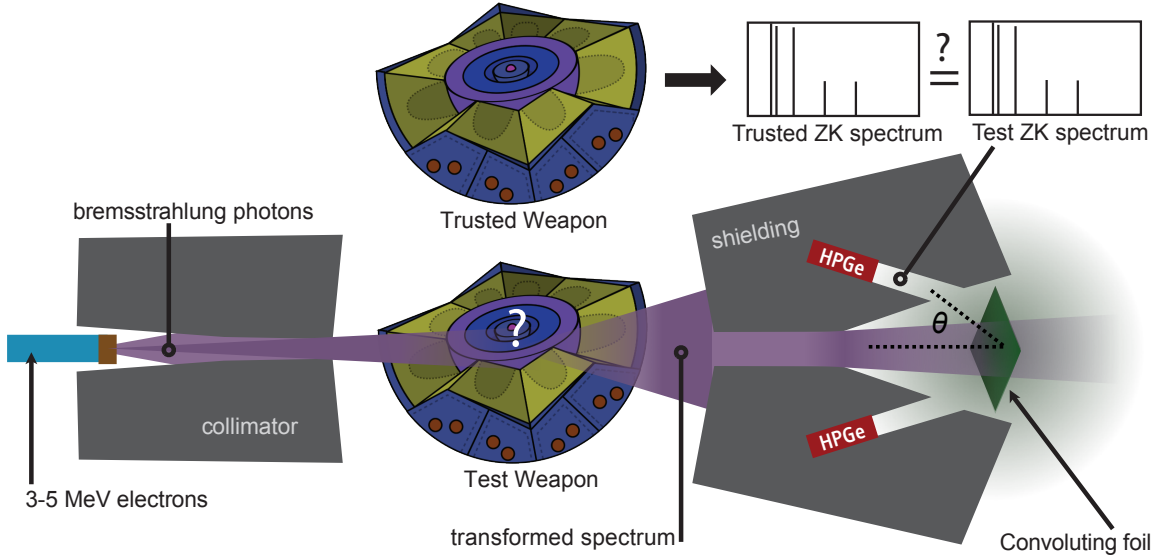 ?
=
Trusted ZK spectrum
Test ZK spectrum
bremsstrahlung photons
Trusted Weapon
shielding
HPGe
?
θ
collimator
HPGe
Test Weapon
3-5 MeV electrons
transformed spectrum
Convoluting foil